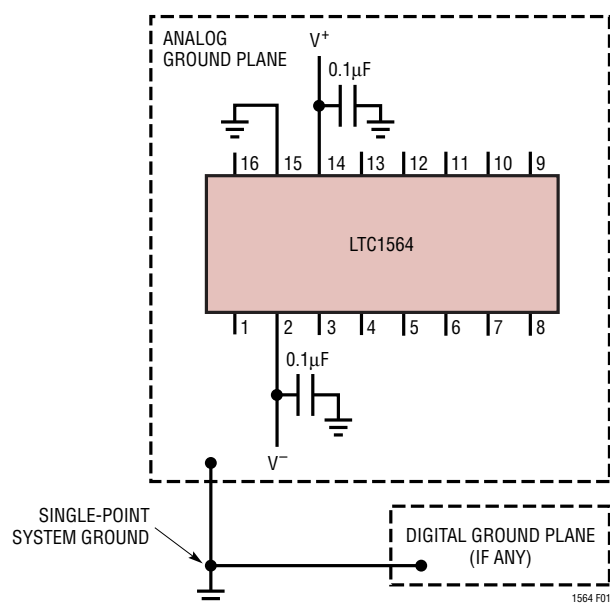 ANALOG
GROUND PLANE
V+
0.1µF
16 15 14 13 12 11 10 9
LTC1564
1 2 3 4 5 6 7 8
0.1µF
V−
SINGLE-POINT
SYSTEM GROUND
DIGITAL GROUND PLANE
(IF ANY)
1564 F01